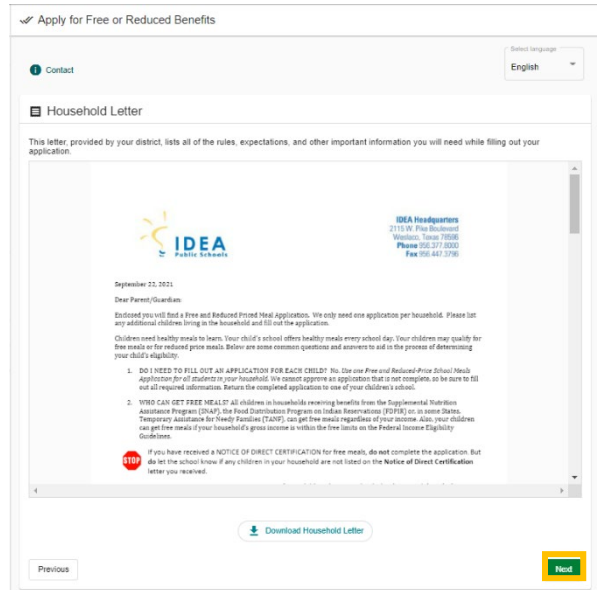 Apply for Free or Reduced Benefits
Select language
Contact
English
Household Letter
This letter, provided by your district, lists all of the rules, expectations, and other important information you will need while filling out your
application.
IDEA
Public Schools
IDEA Headquarters
2115 W. Pike Boulevard
Weslaco, Texas 78596
Phone 956.377.8000
Fax 956.447.3796
September 22, 2021
Dear Parent/Guardian:
Enclosed you will find a Free and Reduced Priced Meal Application. We only need one application per household. Please list
any additional children living in the household and fill out the application.
Children need healthy meals to learn. Your child's school offers healthy meals every school day. Your children may qualify for
free meals or for reduced price meals. Below are some common questions and answers to aid in the process of determining
your child's eligibility.
1. DO I NEED TO FILL OUT AN APPLICATION FOR EACH CHILD? No. Use one Free and Reduced-Price School Meals
Application for all students in your household. We cannot approve an application that is not complete, so be sure to fill
out all required information. Return the completed application to one of your children's school.
2. WHO CAN GET FREE MEALS? All children in households receiving benefits from the Supplemental Nutrition
Assistance Program (SNAP), the Food Distribution Program on Indian Reservations (FDPIR) or, in some States,
Temporary Assistance for Needy Families (TANF), can get free meals regardless of your income. Also, your children
can get free meals if your household's gross income is within the free limits on the Federal Income Eligibility
Guidelines.
STOP
If you have received a NOTICE OF DIRECT CERTIFICATION for free meals, do not complete the application. But
do let the school know if any children in your household are not listed on the Notice of Direct Certification
letter you received.
Download Household Letter
Previous
Next